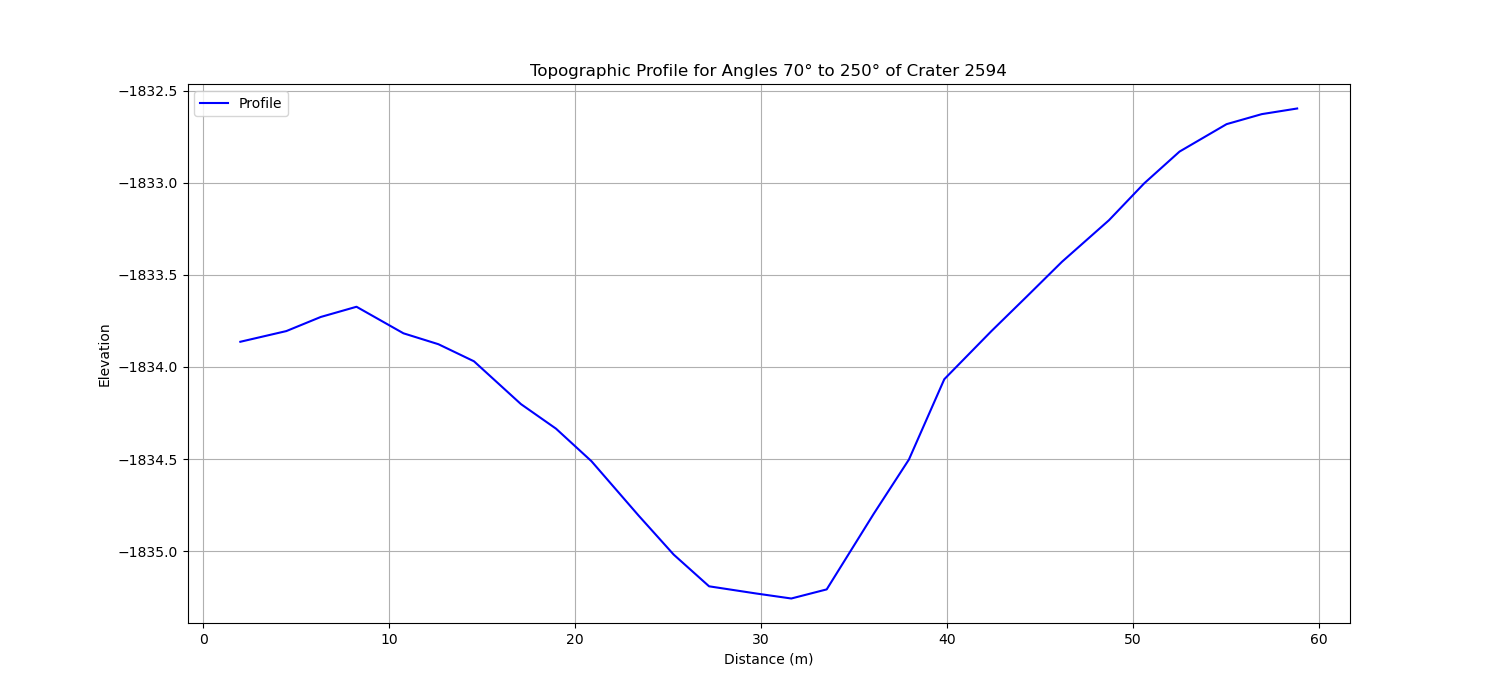 Topographic Profile for Angles 70° to 250° of Crater 2594
Profile
−1832.5
−1833.0
−1833.5
−1834.0
−1834.5
−1835.0
Elevation
0 10 20 30 40 50 60
Distance (m)